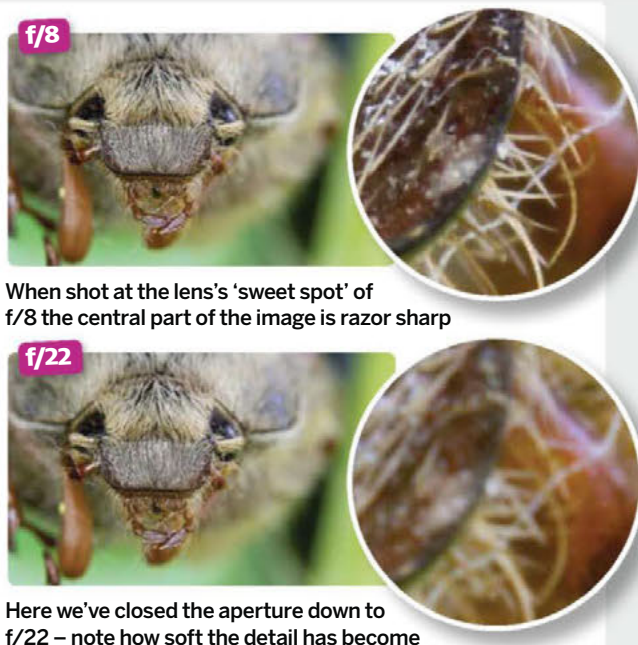 f/8
When shot at the lens's ‘sweet spot’ of
f/8 the central part of the image is razor sharp
f/22
Here we've closed the aperture down to
f/22 – note how soft the detail has become